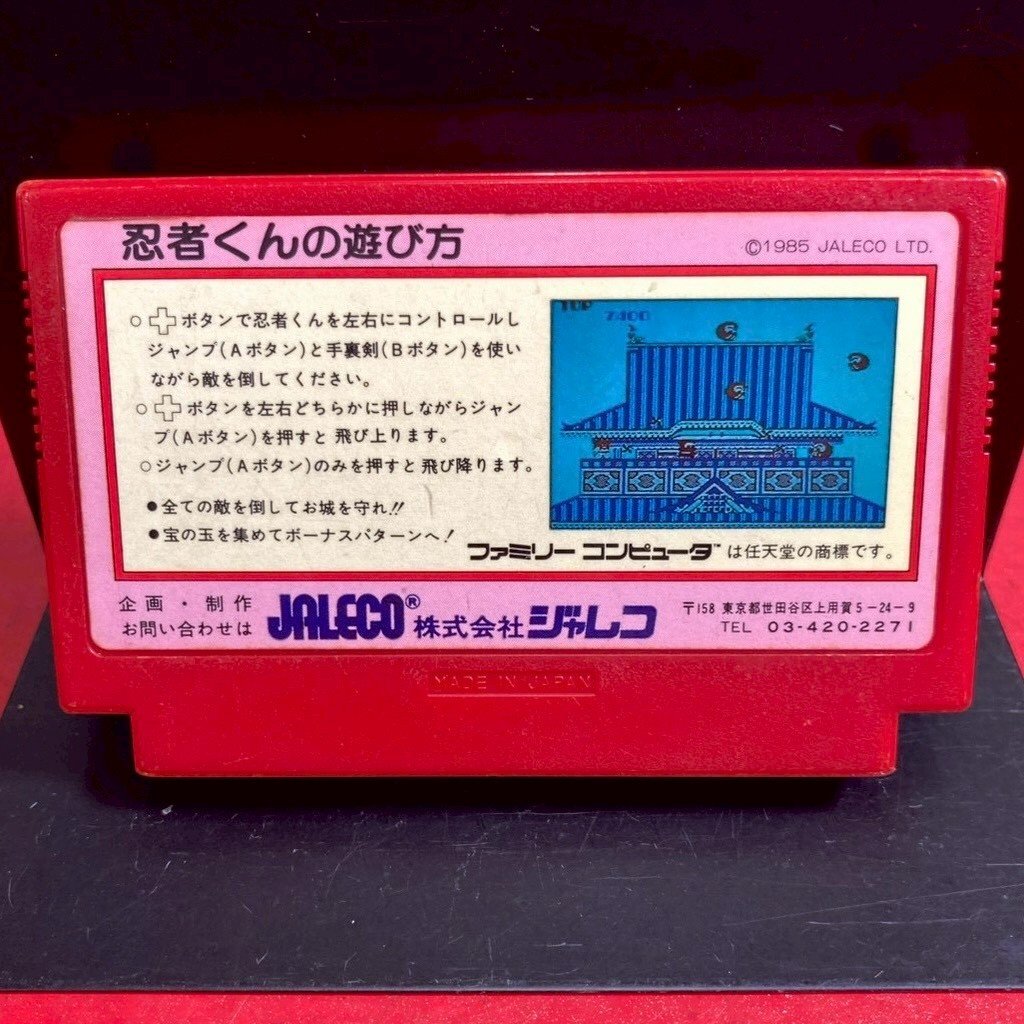 忍者くんの遊び方
©1985 JALECO LTD.
○✚ボタンで忍者くんを左右にコントロールし
ジャンプ(Aボタン)と手裏剣(Bボタン)を使い
ながら敵を倒してください。
○✚ボタンを左右どちらかに押しながらジャン
プ(Aボタン)を押すと 飛び上ります。
○ジャンプ(Aボタン)のみを押すと 飛び降ります。
●全ての敵を倒してお城を守れ!!
●宝の玉を集めてボーナスパターンへ!
TOP
7400
ファミリーコンピュータ™は任天堂の商標です。
企画・制作
お問い合わせは
JALECO® 株式会社ジャレコ
〒158 東京都世田谷区上用賀5-24-9
TEL 03-420-2271
MADE IN JAPAN